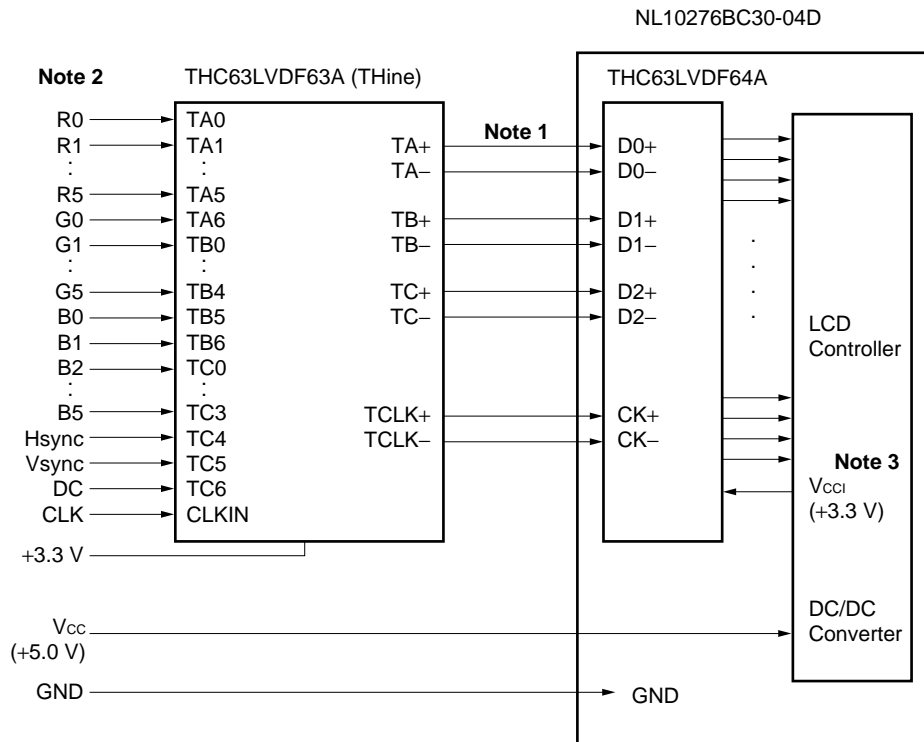 NL10276BC30-04D
Note 2
THC63LVDF63A (THine)
THC63LVDF64A
Note 1
R0
R1
:
R5
G0
G1
:
G5
B0
B1
B2
:
B5
Hsync
Vsync
DC
CLK
+3.3 V
TA0
TA1
:
TA5
TA6
TB0
:
TB4
TB5
TB6
TC0
:
TC3
TC4
TC5
TC6
CLKIN
TA+
TA−
TB+
TB−
TC+
TC−
TCLK+
TCLK−
D0+
D0−
D1+
D1−
D2+
D2−
CK+
CK−
LCD
Controller
Note 3
VCCI
(+3.3 V)
DC/DC
Converter
VCC
(+5.0 V)
GND
GND